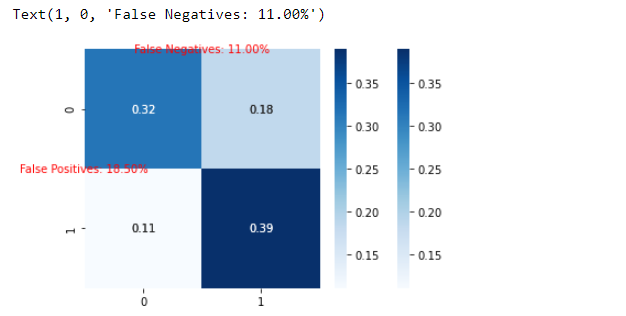 Text(1, 0, 'False Negatives: 11.00%')
False Negatives: 11.00%
0.35 0.35
0 0.32 0.18
0.30 0.30
False Positives: 18.50%
0.25 0.25
0.20 0.20
1 0.11 0.39
0.15 0.15
0 1